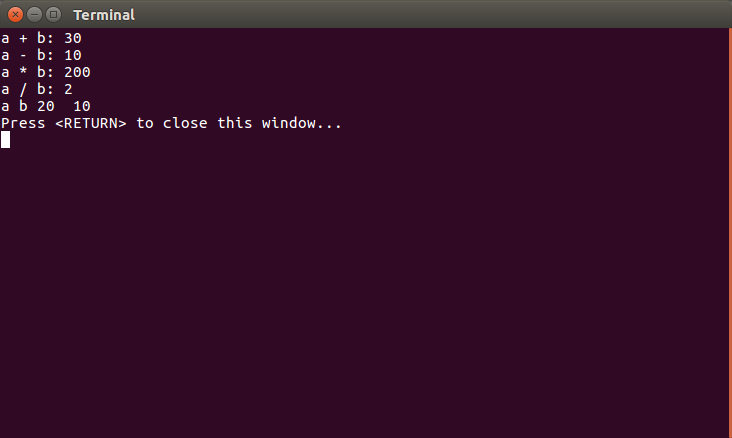 Terminal
a + b: 30
a - b: 10
a * b: 200
a / b: 2
a b 20  10
Press <RETURN> to close this window...